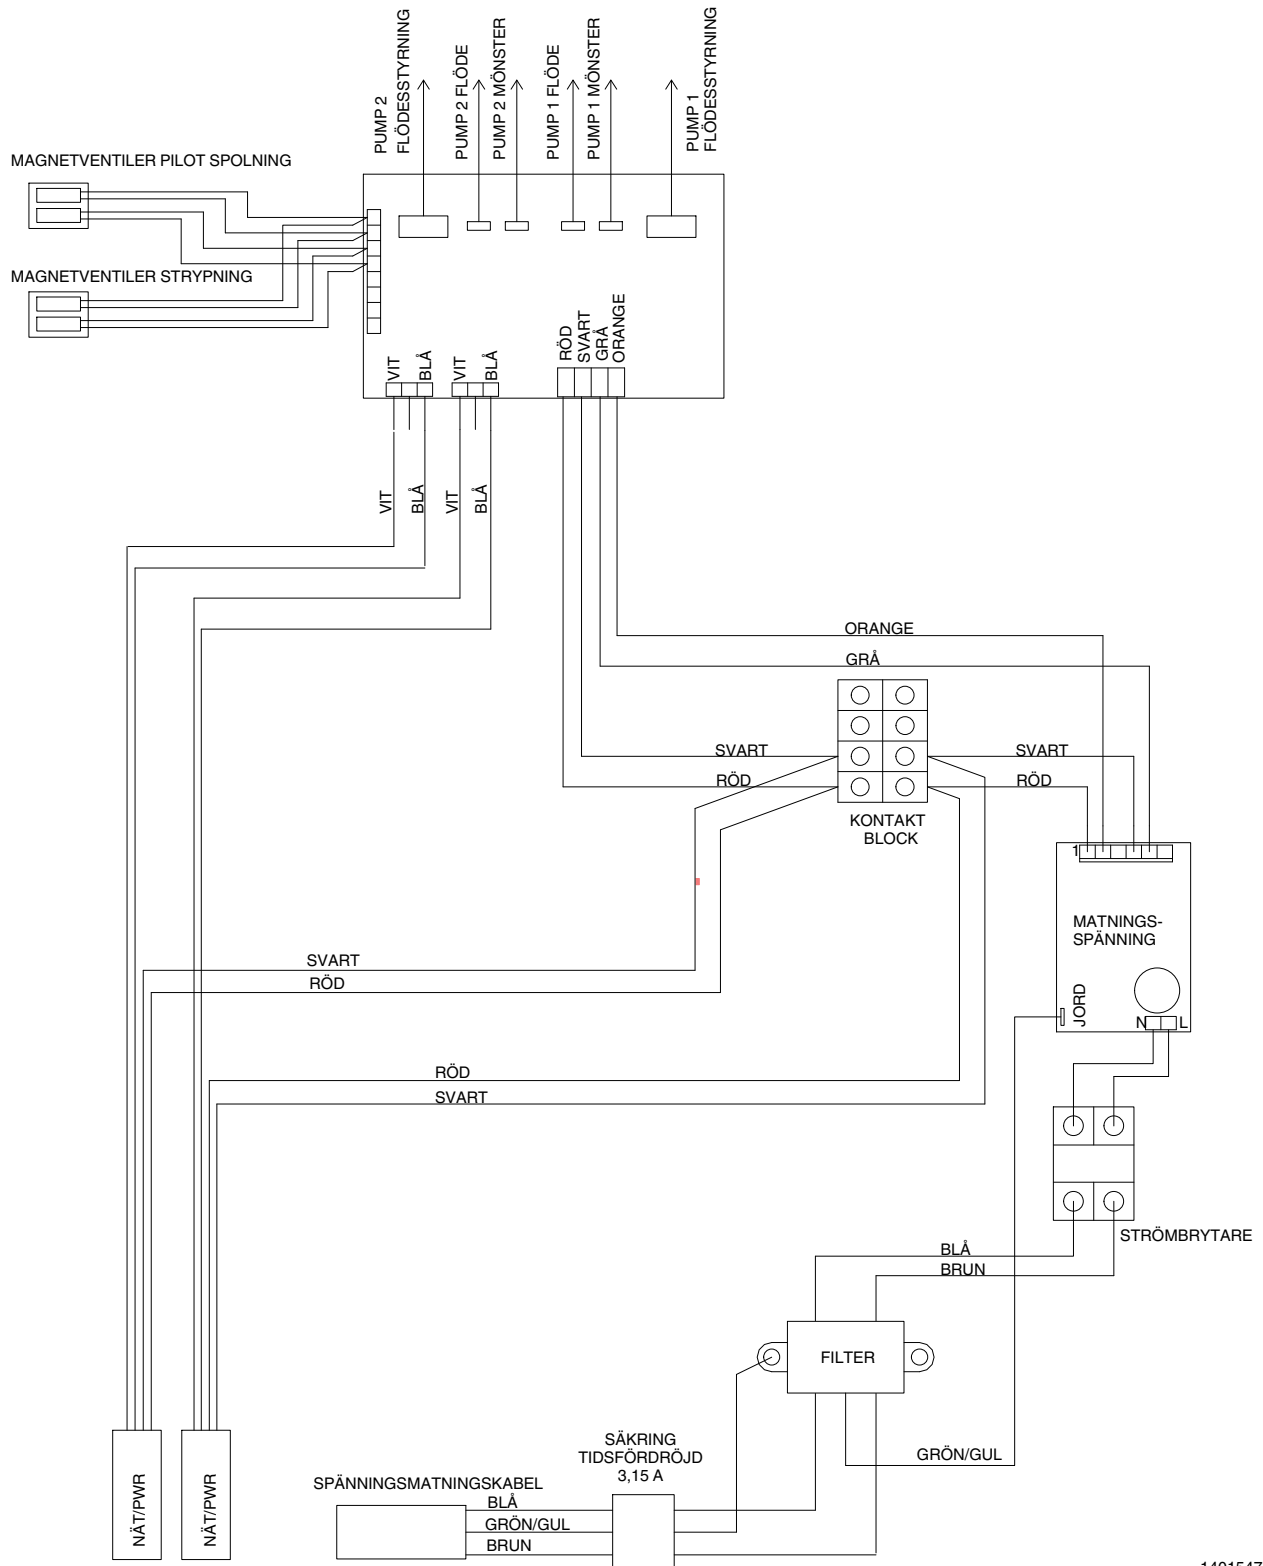 PUMP 2
FLÖDESSTYRNING
PUMP 2 FLÖDE
PUMP 2 MÖNSTER
PUMP 1 FLÖDE
PUMP 1 MÖNSTER
PUMP 1
FLÖDESSTYRNING
MAGNETVENTILER PILOT SPOLNING
MAGNETVENTILER STRYPNING
VIT
BLÅ
VIT
BLÅ
RÖD
SVART
GRÅ
ORANGE
VIT
BLÅ
VIT
BLÅ
ORANGE
GRÅ
SVART
SVART
RÖD
RÖD
KONTAKT
BLOCK
1
MATNINGS-
SPÄNNING
JORD
N
L
SVART
RÖD
RÖD
SVART
STRÖMBRYTARE
BLÅ
BRUN
FILTER
GRÖN/GUL
SÄKRING
TIDSFÖRDRÖJD
3,15 A
SPÄNNINGSMATNINGSKABEL
BLÅ
GRÖN/GUL
BRUN
NÄT/PWR
NÄT/PWR